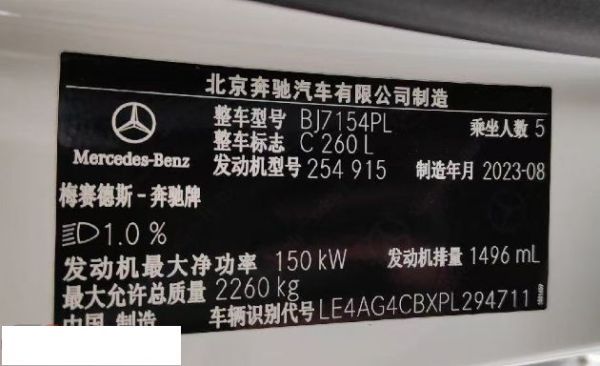 北京奔驰汽车有限公司制造
整车型号 BJ7154PL 乘坐人数 5
整车标志 C 260 L
发动机型号 254 915 制造年月 2023-08
Mercedes-Benz
梅赛德斯-奔驰牌
1.0 %
发动机最大净功率 150 kW 发动机排量 1496 mL
最大允许总质量 2260 kg
中国 制造 车辆识别代号 LE4AG4CBXPL294711